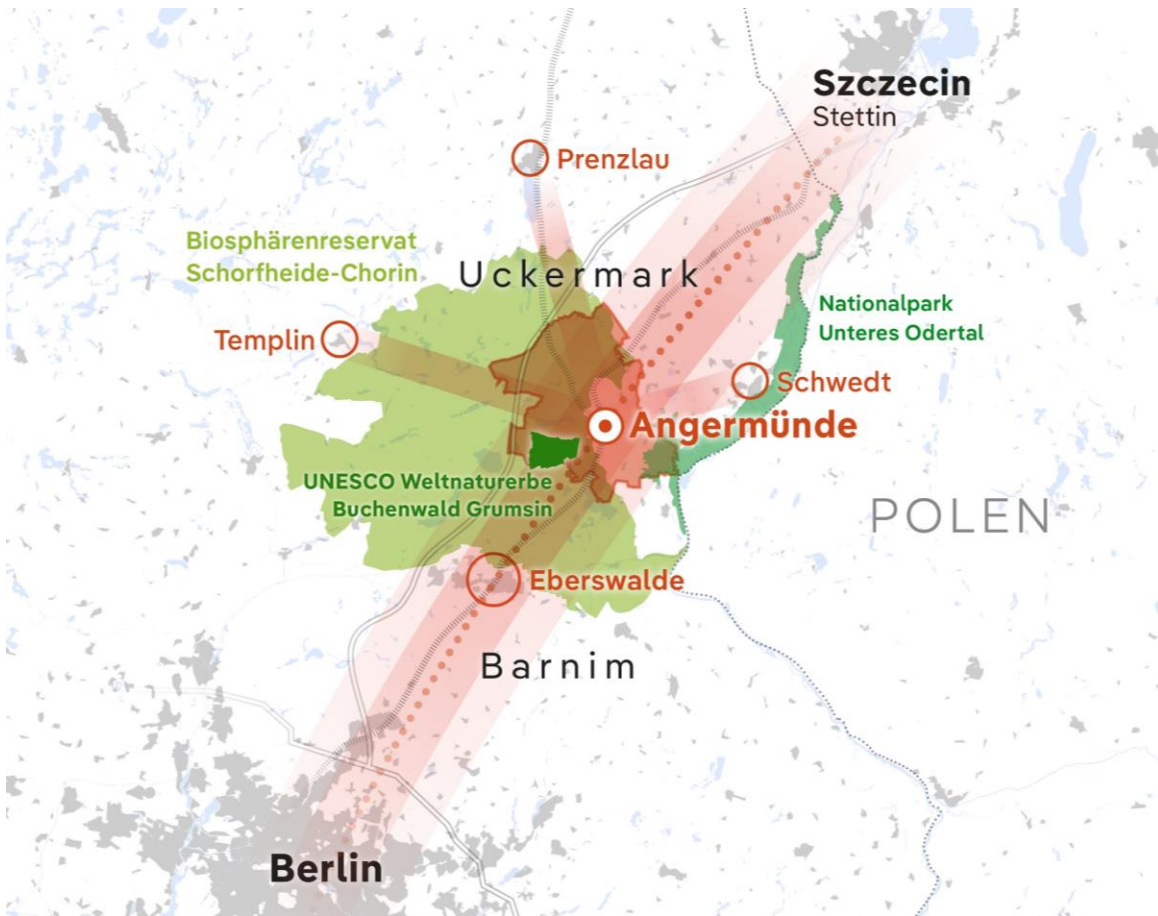 Szczecin
Stettin
Prenzlau
Biosphärenreservat
Schorfheide-Chorin
Uckermark
Nationalpark
Unteres Odertal
Templin
Schwedt
Angermünde
UNESCO Weltnaturerbe
Buchenwald Grumsin
POLEN
Eberswalde
Barnim
Berlin